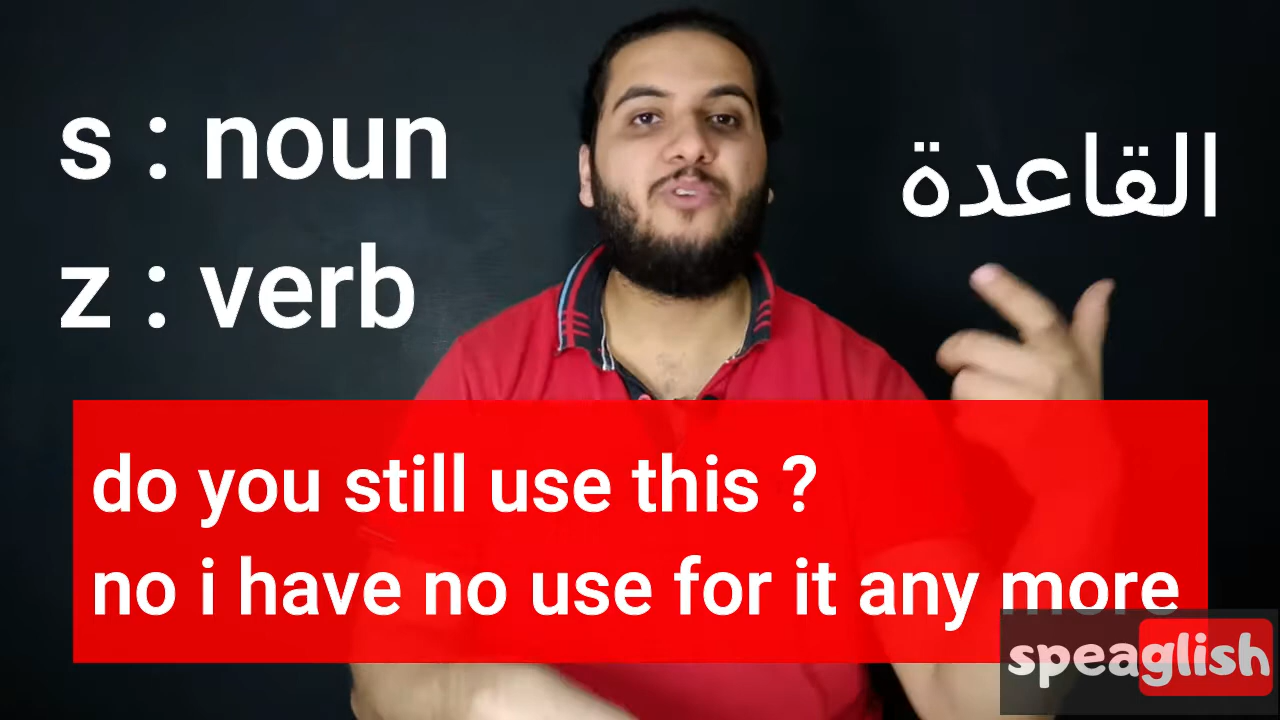 s : noun
z : verb
القاعدة
do you still use this ?
no i have no use for it any more
speaglish